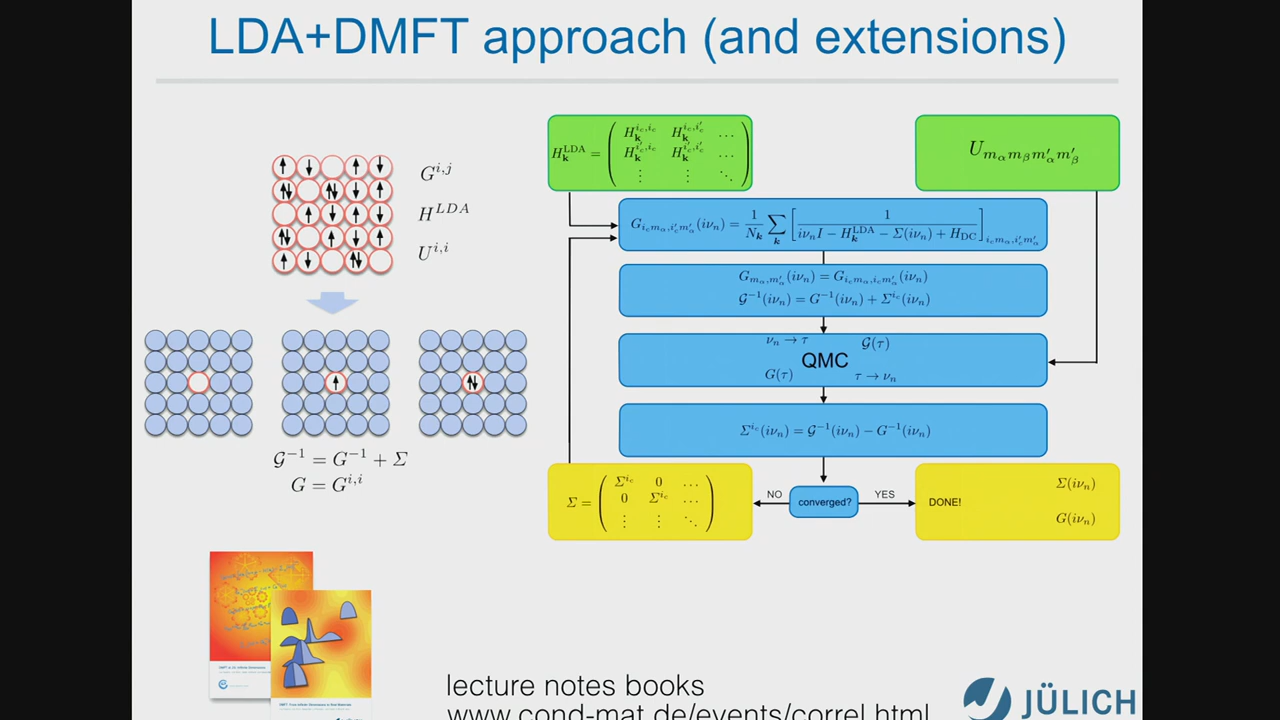 LDA+DMFT approach (and extensions)
G^{i,j}
H^{LDA}
U^{i,i}
𝒢^{-1} = G^{-1} + Σ
G = G^{i,i}
H_k^{LDA} = ( H_k^{i_c,i_c} H_k^{i_c,i'_c} …
H_k^{i'_c,i_c} H_k^{i'_c,i'_c} …
⋮ ⋮ ⋱ )
U_{m_α m_β m'_α m'_β}
G_{i_c m_α, i'_c m'_α}(iν_n) = 1/N_k Σ_k [ 1 / (iν_n I − H_k^{LDA} − Σ(iν_n) + H_{DC}) ]_{i_c m_α, i'_c m'_α}
G_{m_α, m'_α}(iν_n) = G_{i_c m_α, i_c m'_α}(iν_n)
𝒢^{-1}(iν_n) = G^{-1}(iν_n) + Σ^{i_c}(iν_n)
ν_n → τ 𝒢(τ)
QMC
G(τ) τ → ν_n
Σ^{i_c}(iν_n) = 𝒢^{-1}(iν_n) − G^{-1}(iν_n)
Σ = ( Σ^{i_c} 0 …
0 Σ^{i_c} …
⋮ ⋮ ⋱ )
NO
converged?
YES
DONE!
Σ(iν_n)
G(iν_n)
lecture notes books
www.cond-mat.de/events/correl.html
JÜLICH